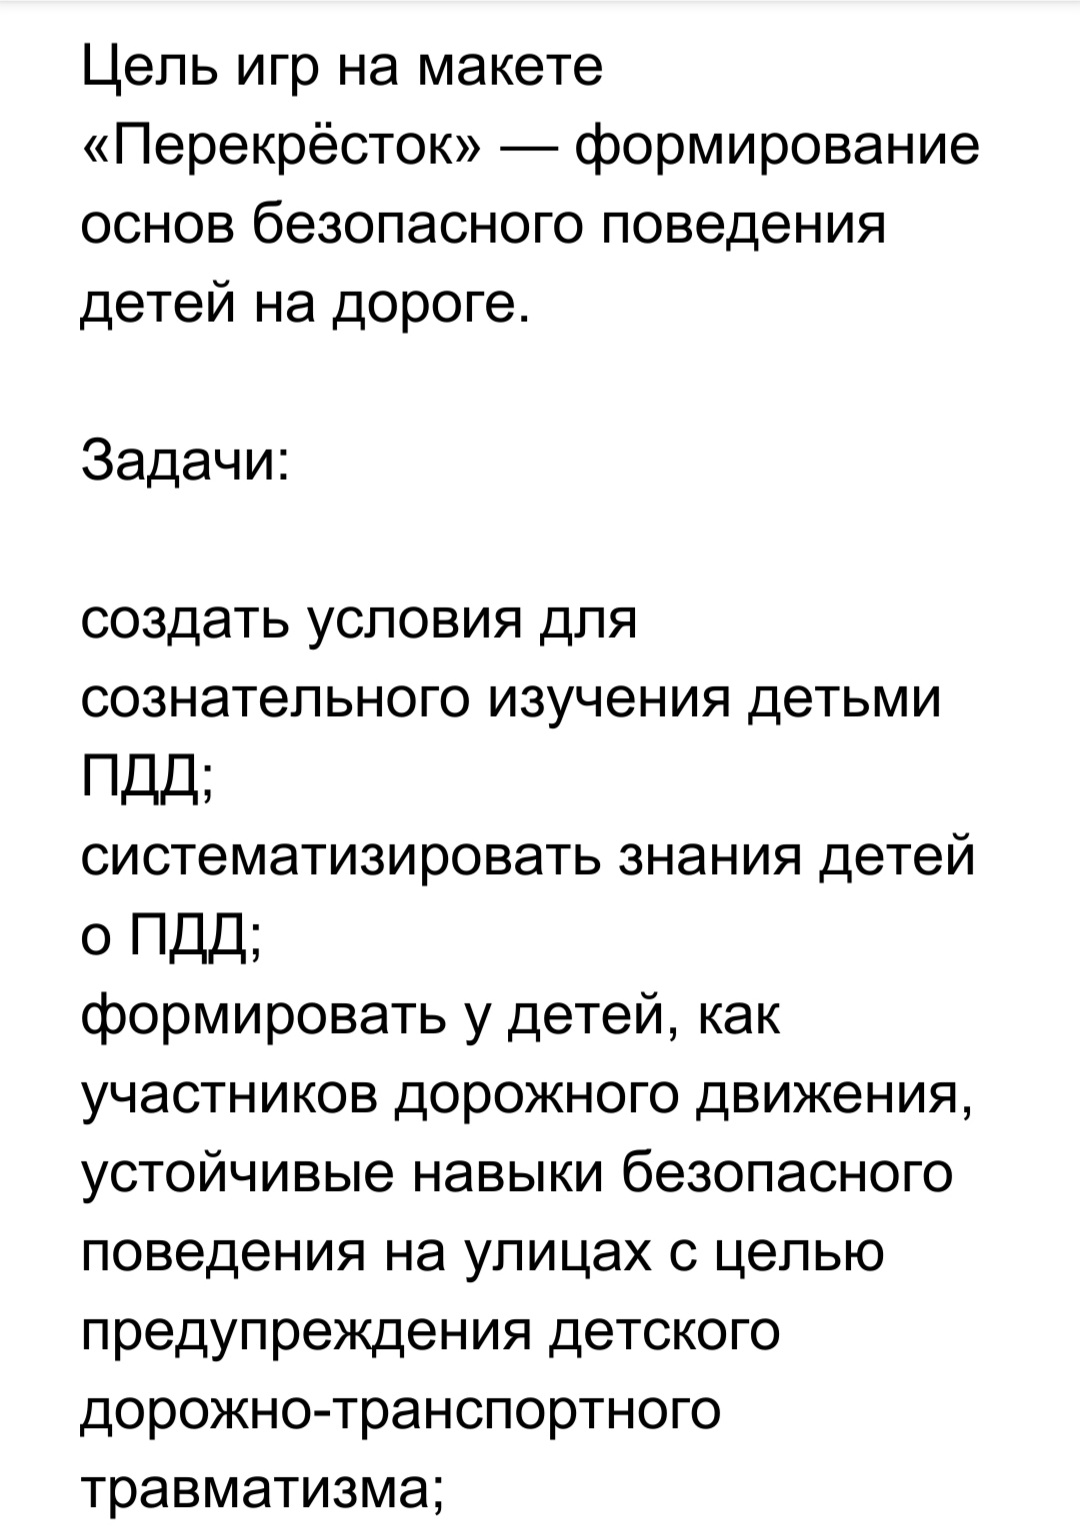 Цель игр на макете
«Перекрёсток» — формирование
основ безопасного поведения
детей на дороге.
Задачи:
создать условия для
сознательного изучения детьми
ПДД;
систематизировать знания детей
о ПДД;
формировать у детей, как
участников дорожного движения,
устойчивые навыки безопасного
поведения на улицах с целью
предупреждения детского
дорожно-транспортного
травматизма;